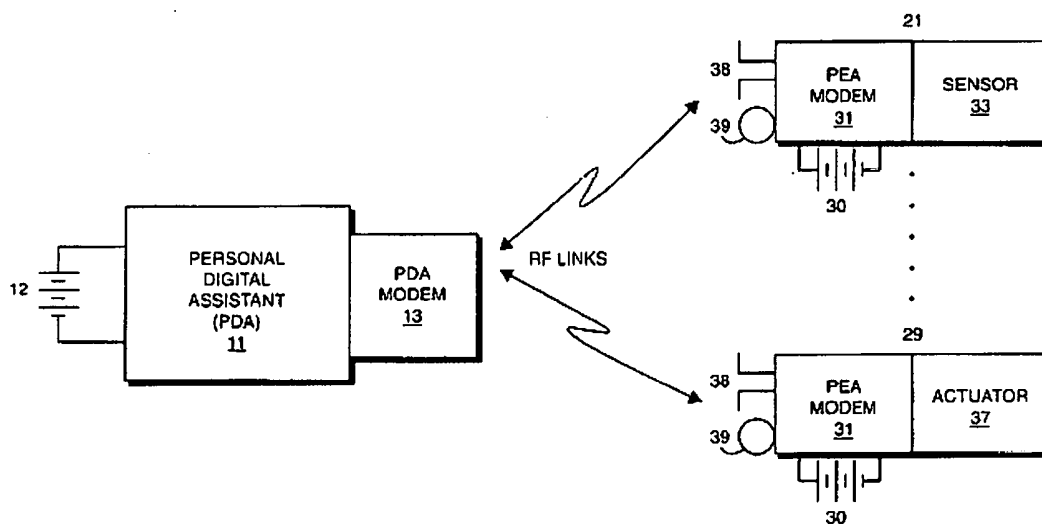 12
PERSONAL
DIGITAL
ASSISTANT
(PDA)
11
PDA
MODEM
13
RF LINKS
21
38
39
PEA
MODEM
31
SENSOR
33
30
29
38
39
PEA
MODEM
31
ACTUATOR
37
30